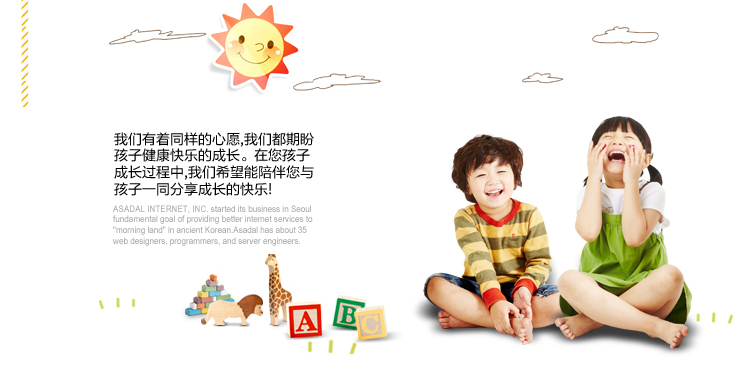 我们有着同样的心愿,我们都期盼
孩子健康快乐的成长。在您孩子
成长过程中,我们希望能陪伴您与
孩子一同分享成长的快乐!
ASADAL INTERNET, INC. started its business in Seoul
fundamental goal of providing better internet services to
"morning land" in ancient Korean.Asadal has about 35
web designers, programmers, and server engineers.
A B C